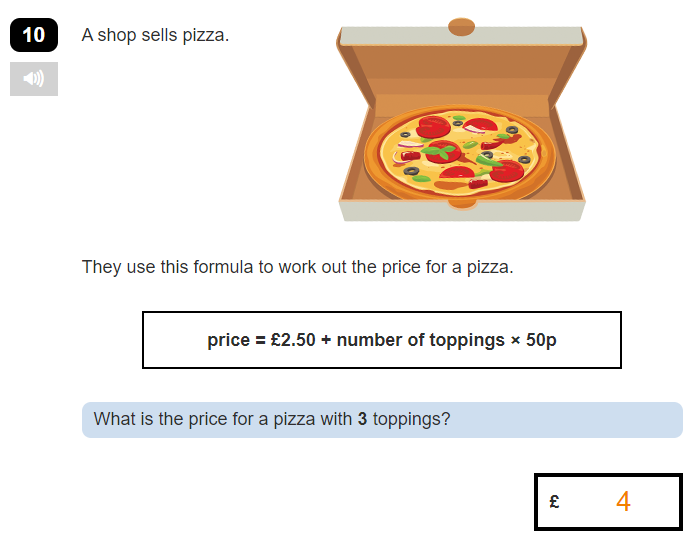 10 A shop sells pizza.
They use this formula to work out the price for a pizza.
price = £2.50 + number of toppings × 50p
What is the price for a pizza with 3 toppings?
£ 4